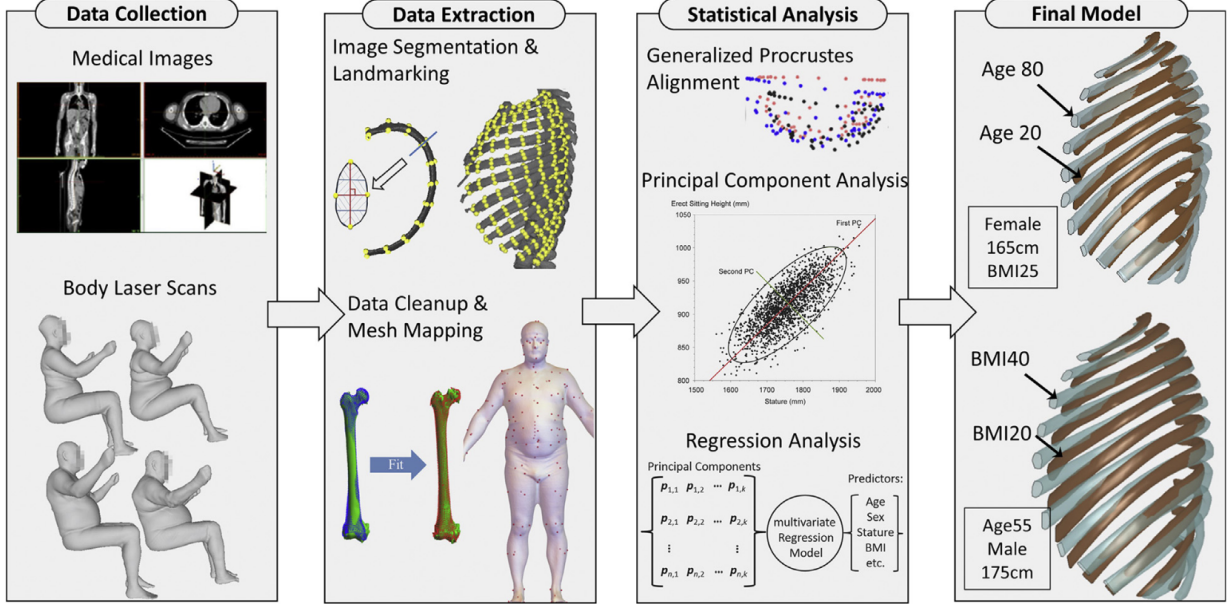 Data Collection
Medical Images
Body Laser Scans
Data Extraction
Image Segmentation &
Landmarking
Data Cleanup &
Mesh Mapping
Fit
Statistical Analysis
Generalized Procrustes
Alignment
Principal Component Analysis
Erect Sitting Height (mm)
1050
1000
950
900
850
800
First PC
Second PC
1500 1600 1700 1800 1900 2000
Stature (mm)
Regression Analysis
Principal Components
p1,1 p1,2 ... p1,k
p2,1 p2,2 ... p2,k
⋮ ⋮
pn,1 pn,2 ... pn,k
multivariate
Regression
Model
Predictors:
Age
Sex
Stature
BMI
etc.
Final Model
Age 80
Age 20
Female
165cm
BMI25
BMI40
BMI20
Age55
Male
175cm